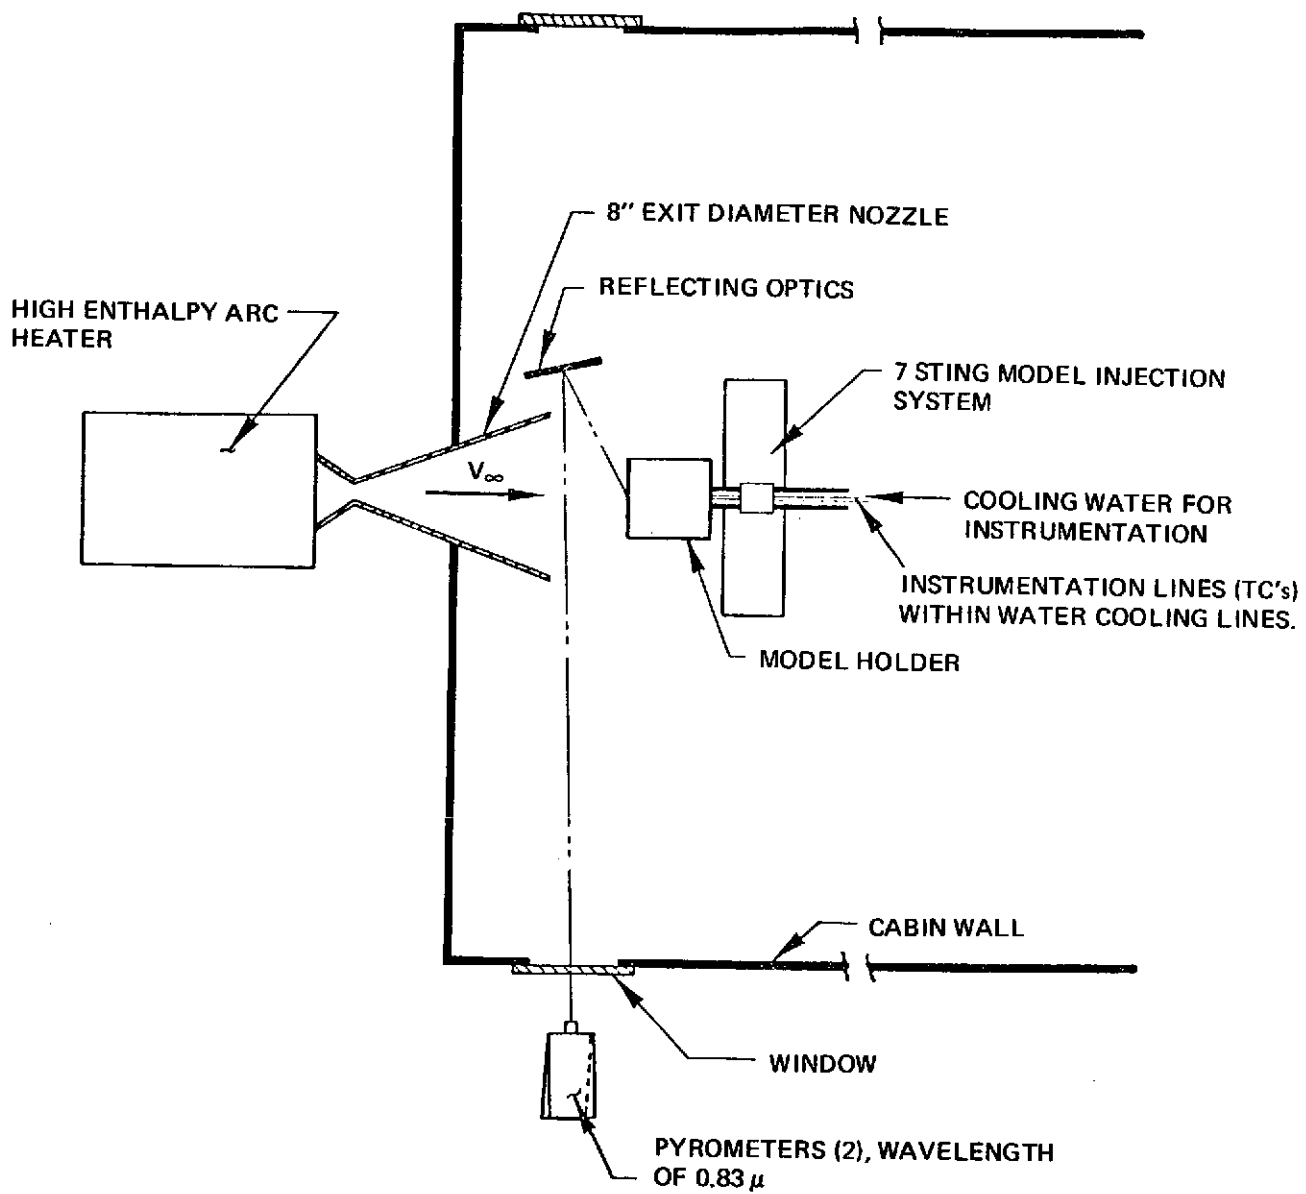 8" EXIT DIAMETER NOZZLE
REFLECTING OPTICS
HIGH ENTHALPY ARC
HEATER
7 STING MODEL INJECTION
SYSTEM
V∞
COOLING WATER FOR
INSTRUMENTATION
INSTRUMENTATION LINES (TC's)
WITHIN WATER COOLING LINES.
MODEL HOLDER
CABIN WALL
WINDOW
PYROMETERS (2), WAVELENGTH
OF 0.83 μ